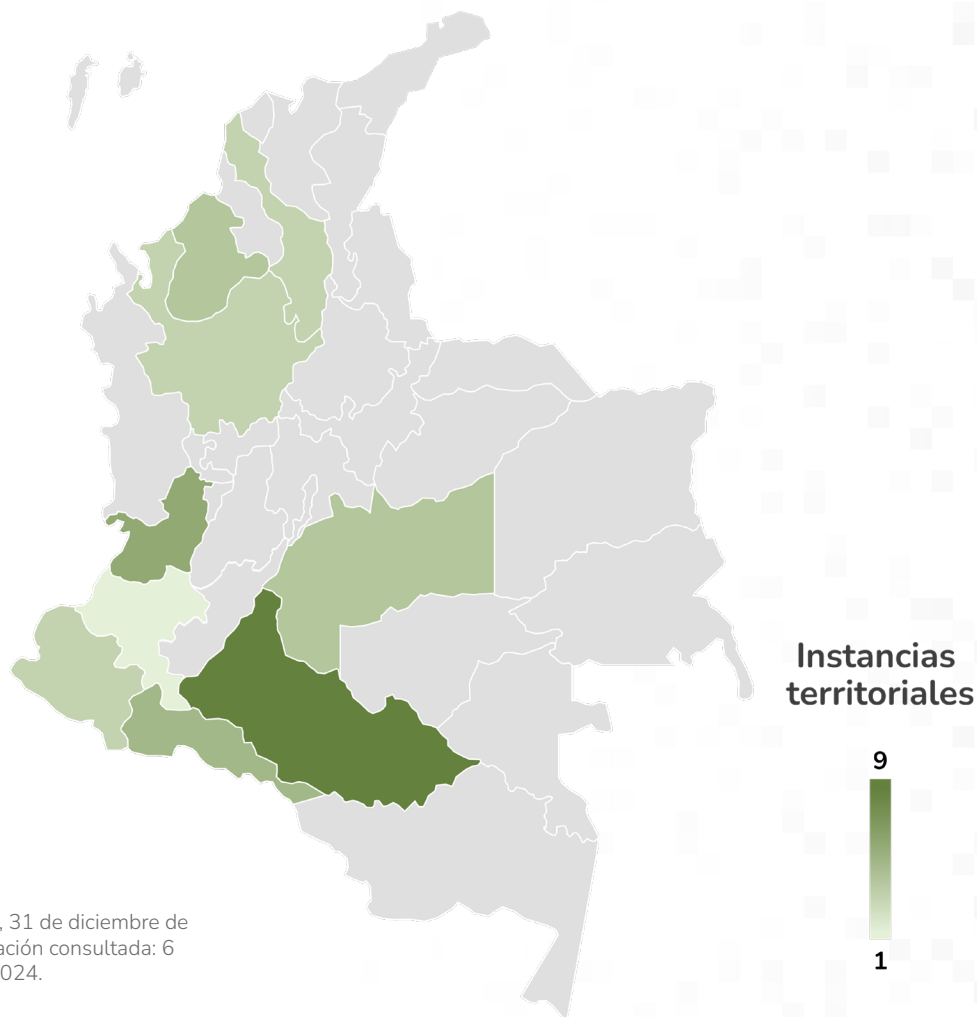 Instancias
territoriales
9
1
, 31 de diciembre de
ación consultada: 6
024.